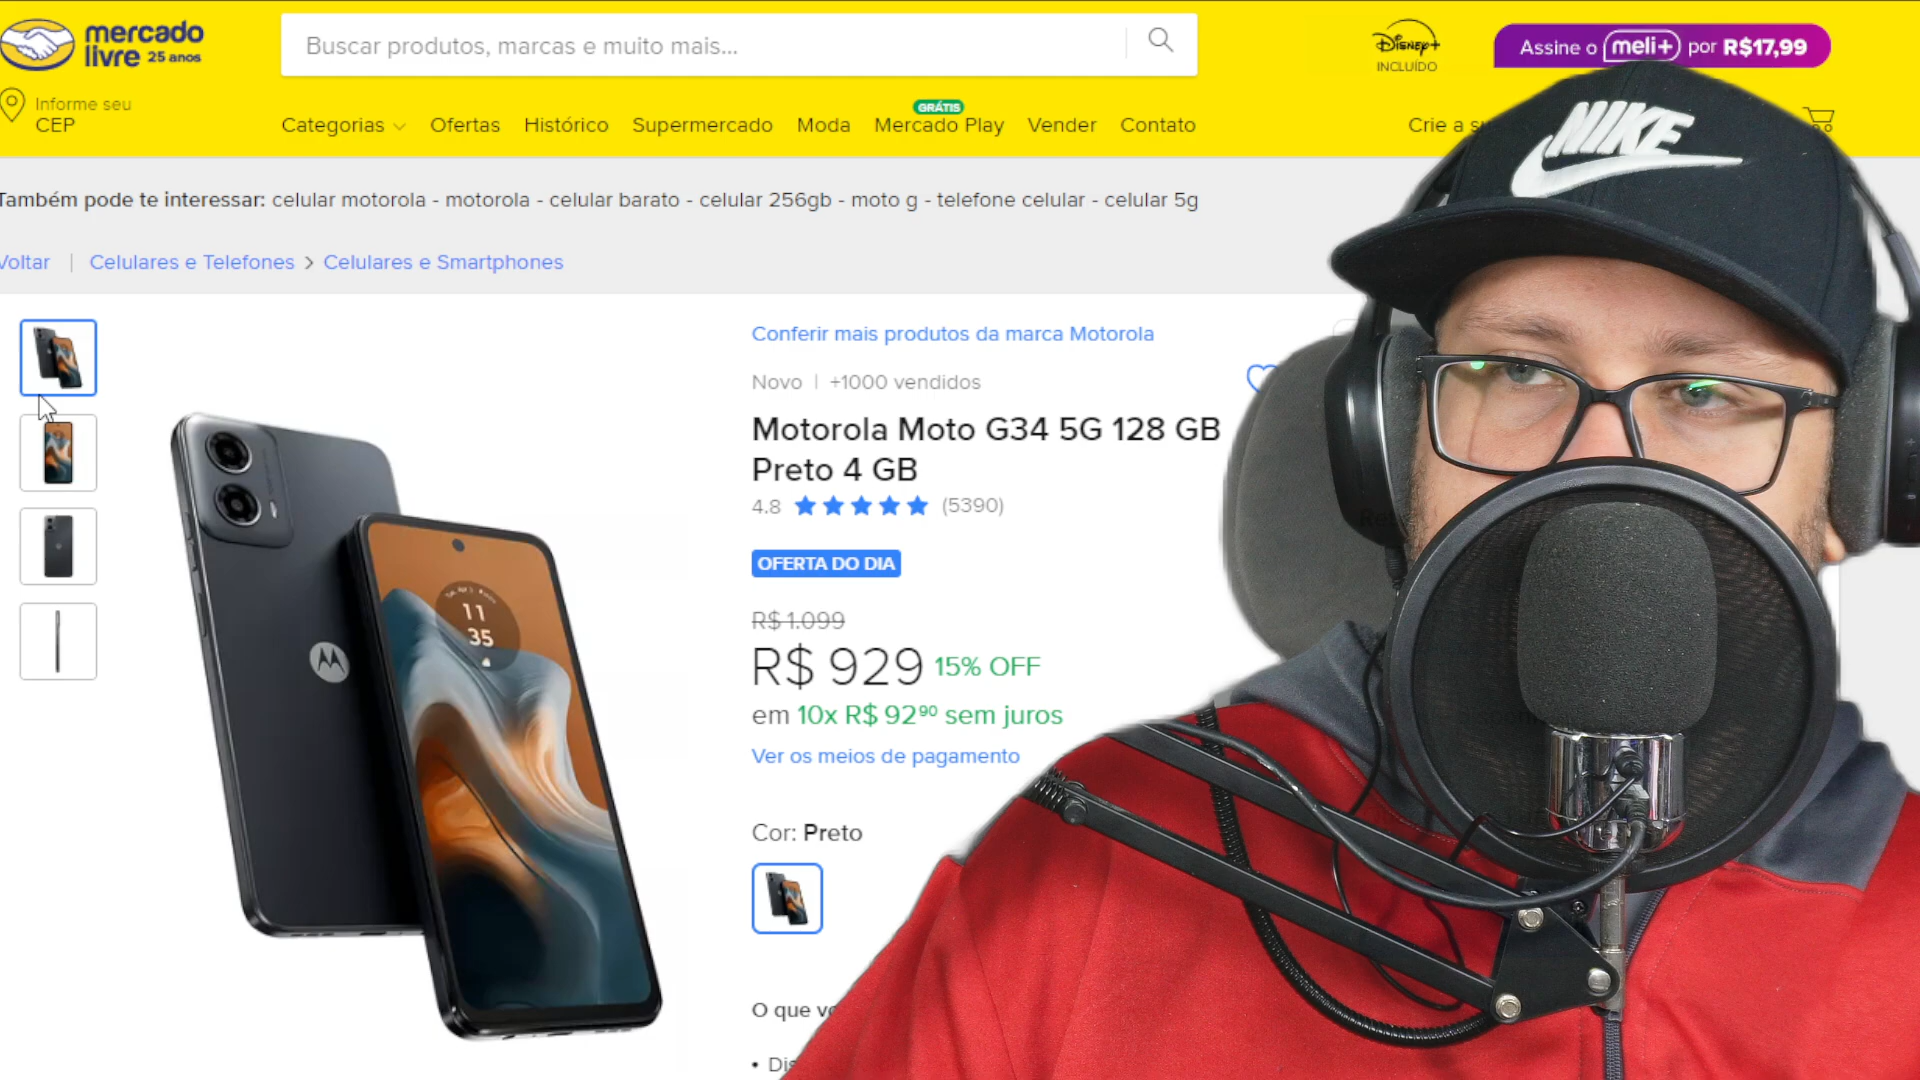 mercado
livre 25 anos
Buscar produtos, marcas e muito mais...
Disney+
INCLUÍDO
Assine o meli+ por R$17,99
Informe seu
CEP
GRÁTIS
Categorias Ofertas Histórico Supermercado Moda Mercado Play Vender Contato
Crie a
NIKE
Também pode te interessar: celular motorola - motorola - celular barato - celular 256gb - moto g - telefone celular - celular 5g
Voltar | Celulares e Telefones > Celulares e Smartphones
Conferir mais produtos da marca Motorola
Novo | +1000 vendidos
Motorola Moto G34 5G 128 GB
Preto 4 GB
4.8 (5390)
OFERTA DO DIA
R$ 1.099
R$ 929 15% OFF
em 10x R$ 92⁹⁰ sem juros
Ver os meios de pagamento
11
35
Cor: Preto
O que